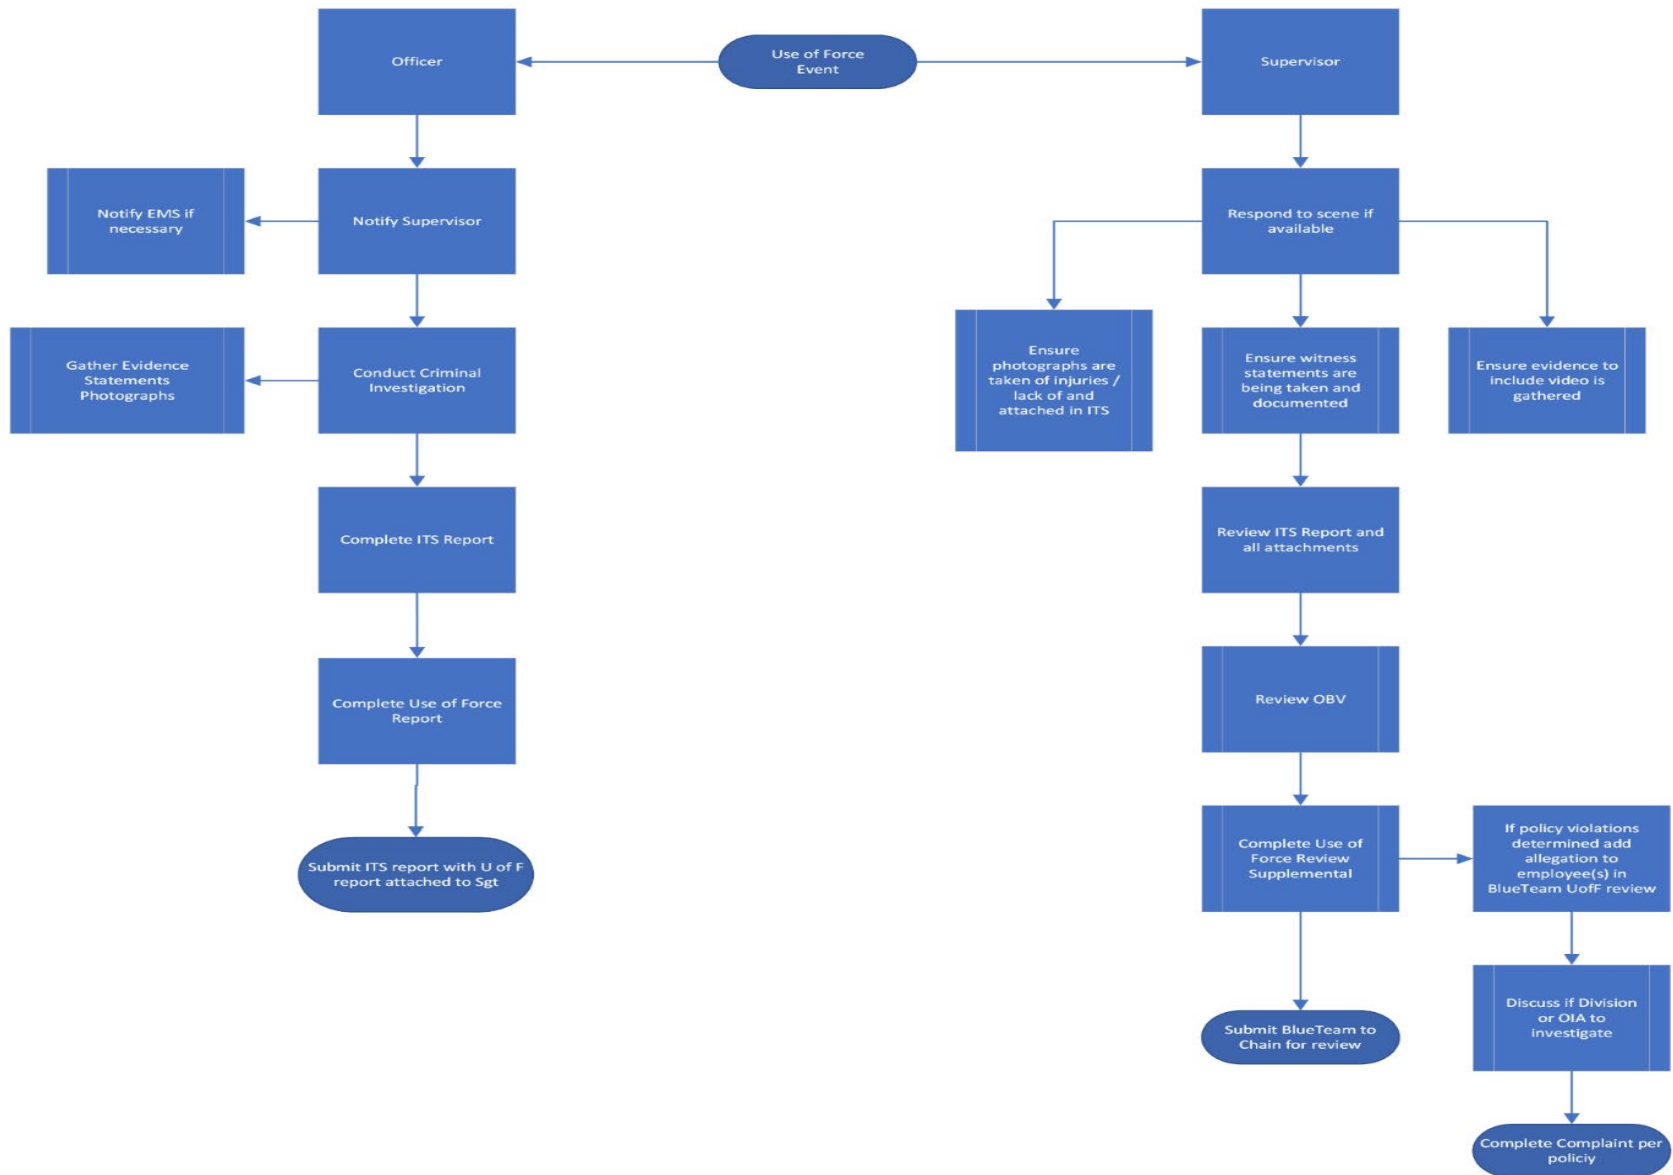 Officer
Use of Force
Event
Supervisor
Notify EMS if
necessary
Notify Supervisor
Respond to scene if
available
Gather Evidence
Statements
Photographs
Conduct Criminal
Investigation
Ensure
photographs are
taken of injuries /
lack of and
attached in ITS
Ensure witness
statements are
being taken and
documented
Ensure evidence to
include video is
gathered
Complete ITS Report
Review ITS Report and
all attachments
Complete Use of Force
Report
Review OBV
Submit ITS report with U of F
report attached to Sgt
Complete Use of
Force Review
Supplemental
If policy violations
determined add
allegation to
employee(s) in
BlueTeam UofF review
Submit BlueTeam to
Chain for review
Discuss if Division
or OIA to
investigate
Complete Complaint per
policiy